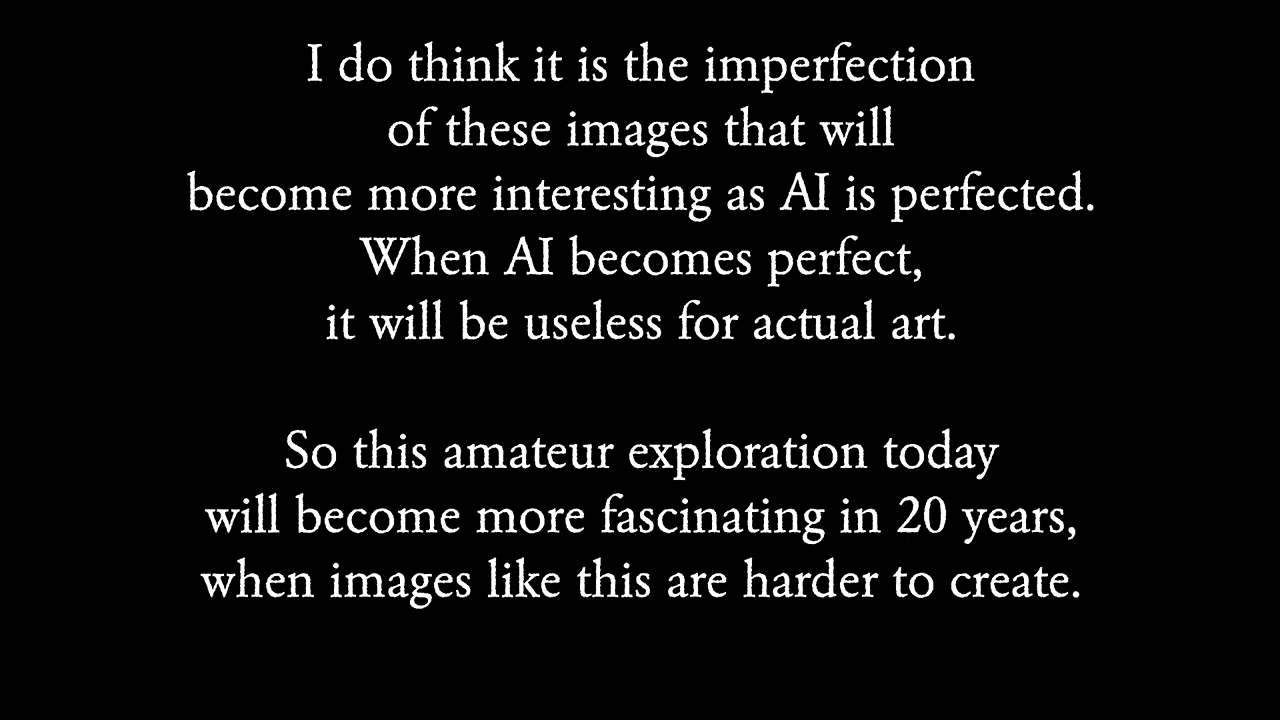 I do think it is the imperfection
of these images that will
become more interesting as AI is perfected.
When AI becomes perfect,
it will be useless for actual art.
So this amateur exploration today
will become more fascinating in 20 years,
when images like this are harder to create.